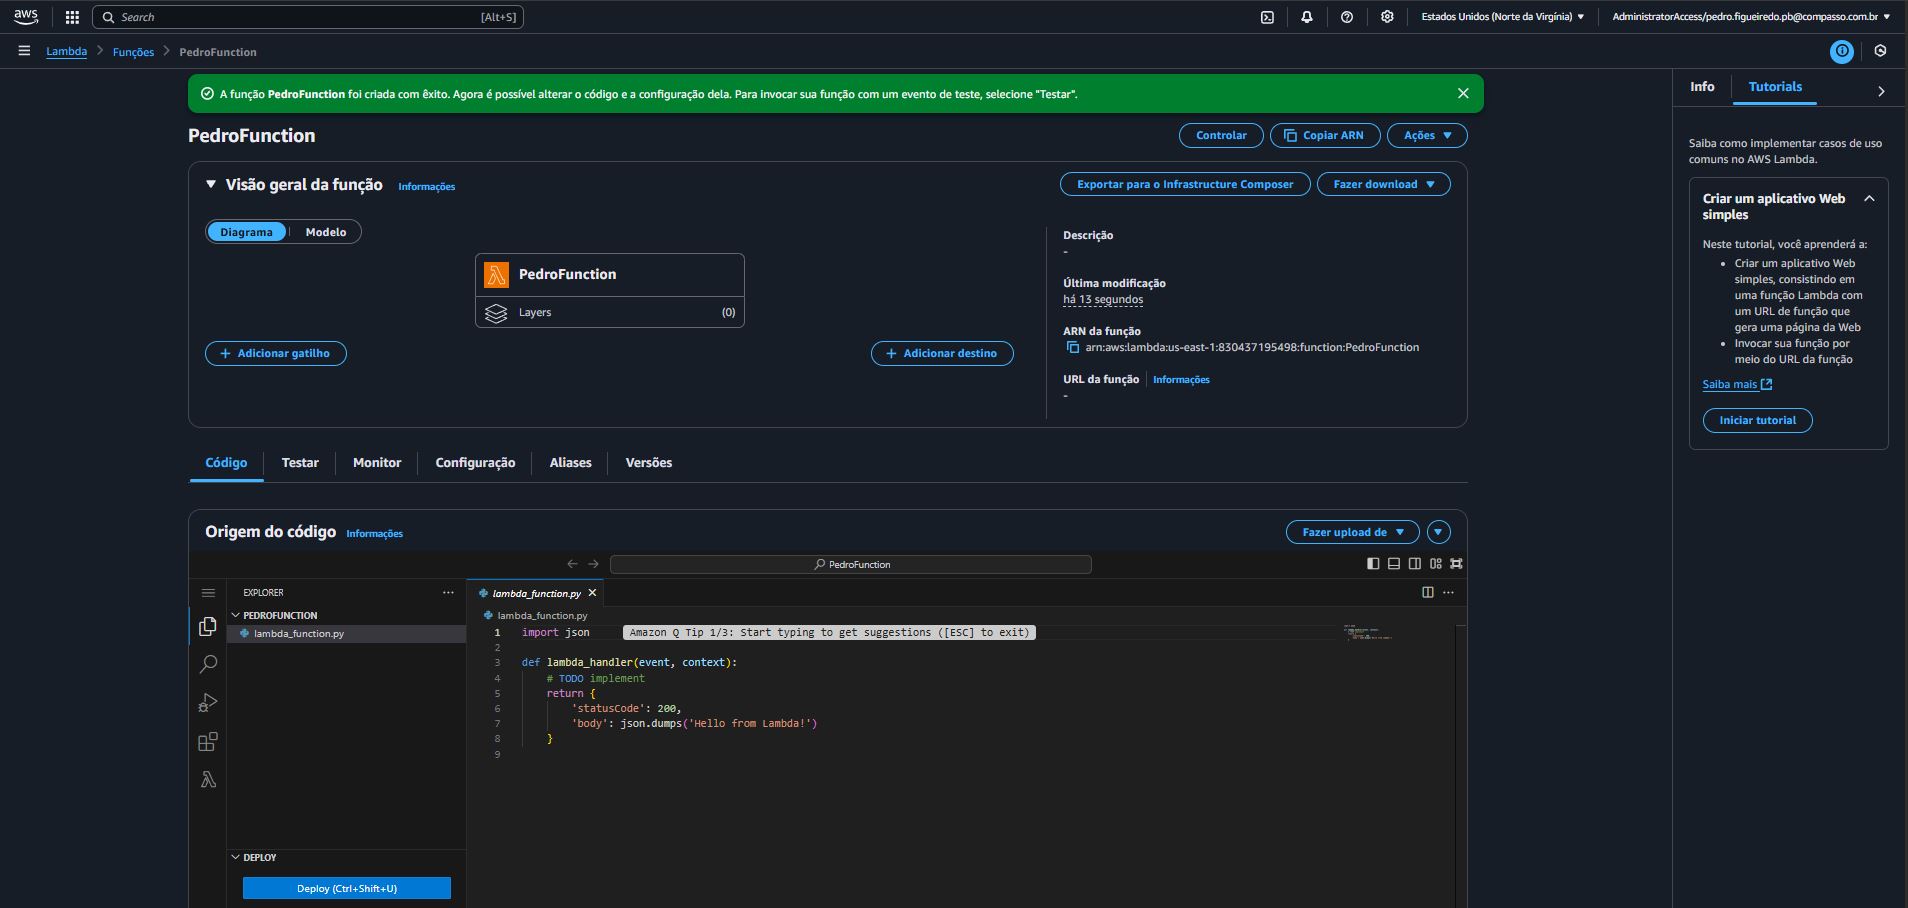 aws
Search [Alt+S]
Estados Unidos (Norte da Virgínia)
AdministratorAccess/pedro.figueiredo.pb@compasso.com.br
Lambda
Funções
PedroFunction
A função PedroFunction foi criada com êxito. Agora é possível alterar o código e a configuração dela. Para invocar sua função com um evento de teste, selecione "Testar".
PedroFunction
Controlar
Copiar ARN
Ações
Visão geral da função
Informações
Exportar para o Infrastructure Composer
Fazer download
Diagrama
Modelo
PedroFunction
Layers
(0)
Adicionar gatilho
Adicionar destino
Descrição
-
Última modificação
há 13 segundos
ARN da função
arn:aws:lambda:us-east-1:830437195498:function:PedroFunction
URL da função
Informações
-
Código
Testar
Monitor
Configuração
Aliases
Versões
Origem do código
Informações
Fazer upload de
PedroFunction
EXPLORER
PEDROFUNCTION
lambda_function.py
DEPLOY
Deploy (Ctrl+Shift+U)
lambda_function.py
lambda_function.py
1 import json Amazon Q Tip 1/3: Start typing to get suggestions ([ESC] to exit)
2
3 def lambda_handler(event, context):
4 # TODO implement
5 return {
6 'statusCode': 200,
7 'body': json.dumps('Hello from Lambda!')
8 }
9
Info
Tutorials
Saiba como implementar casos de uso
comuns no AWS Lambda.
Criar um aplicativo Web
simples
Neste tutorial, você aprenderá a:
• Criar um aplicativo Web
simples, consistindo em
uma função Lambda com
um URL de função que
gera uma página da Web
• Invocar sua função por
meio do URL da função
Saiba mais
Iniciar tutorial